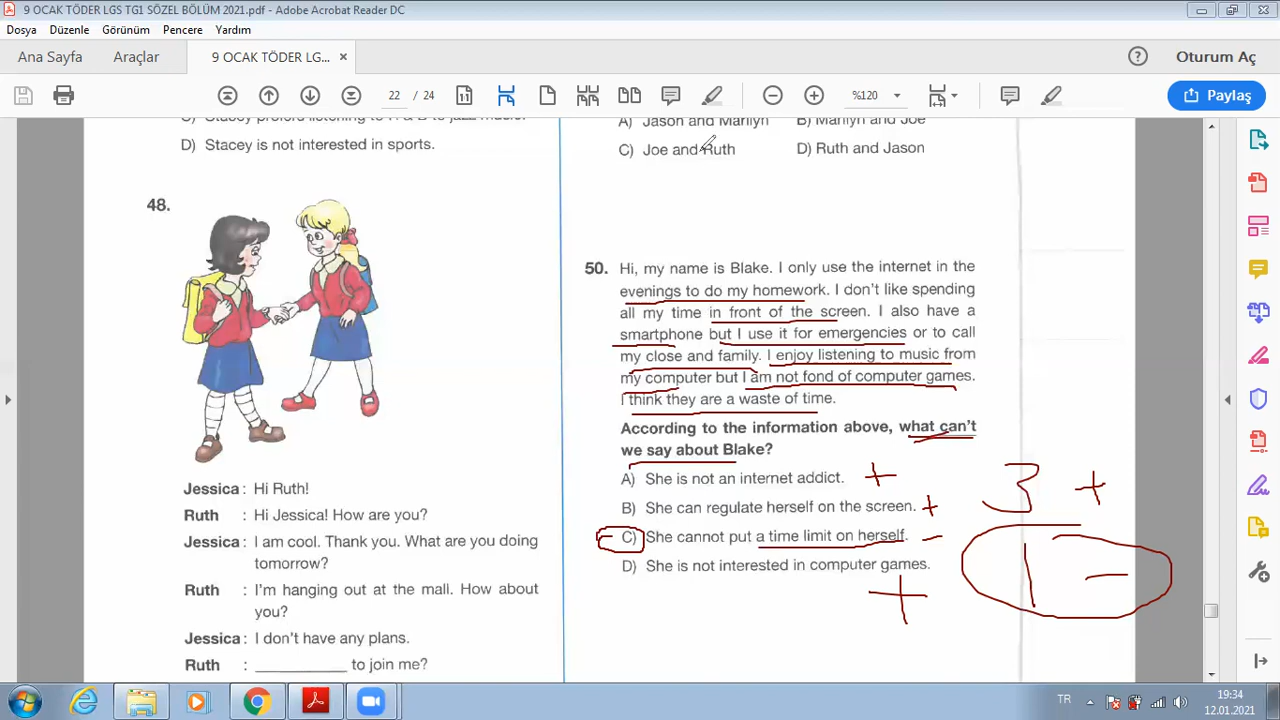 9 OCAK TÖDER LGS TG1 SÖZEL BÖLÜM 2021.pdf - Adobe Acrobat Reader DC
Dosya Düzenle Görünüm Pencere Yardım
Ana Sayfa Araçlar 9 OCAK TÖDER LG... × Oturum Aç
22 / 24 %120 Paylaş
D) Stacey is not interested in sports.
48.
Jessica : Hi Ruth!
Ruth : Hi Jessica! How are you?
Jessica : I am cool. Thank you. What are you doing
tomorrow?
Ruth : I'm hanging out at the mall. How about
you?
Jessica : I don't have any plans.
Ruth : __________ to join me?
A) Jason and Marilyn B) Marilyn and Joe
C) Joe and Ruth D) Ruth and Jason
50. Hi, my name is Blake. I only use the internet in the
evenings to do my homework. I don't like spending
all my time in front of the screen. I also have a
smartphone but I use it for emergencies or to call
my close and family. I enjoy listening to music from
my computer but I am not fond of computer games.
I think they are a waste of time.
According to the information above, what can't
we say about Blake?
A) She is not an internet addict. +
B) She can regulate herself on the screen. +
C) She cannot put a time limit on herself. -
D) She is not interested in computer games.
+
3 +
1 -
TR 19:34
12.01.2021